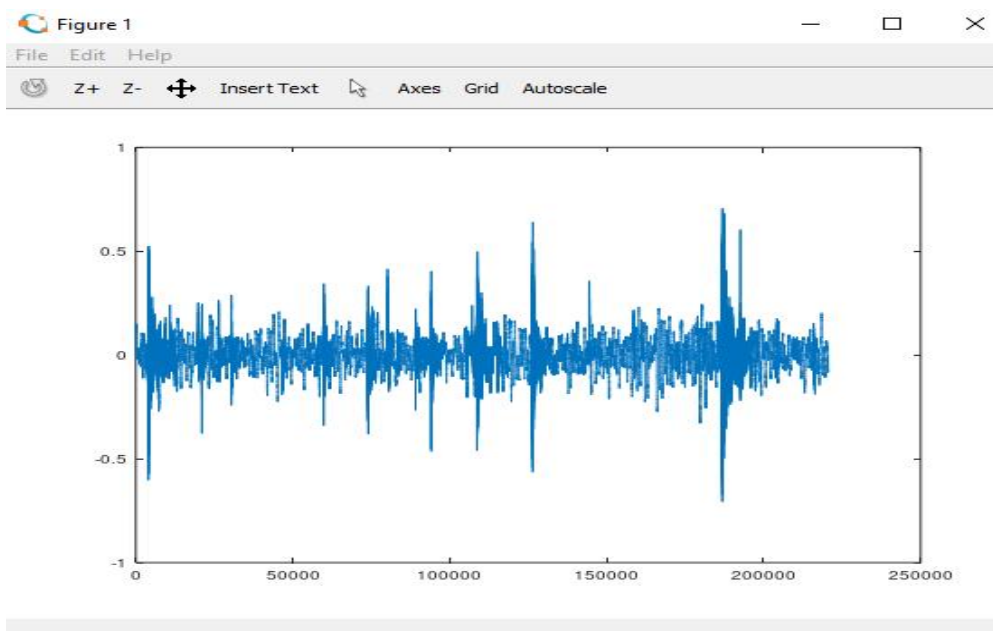 Figure 1
File Edit Help
Z+ Z- Insert Text Axes Grid Autoscale
1
0.5
0
-0.5
-1
0 50000 100000 150000 200000 250000